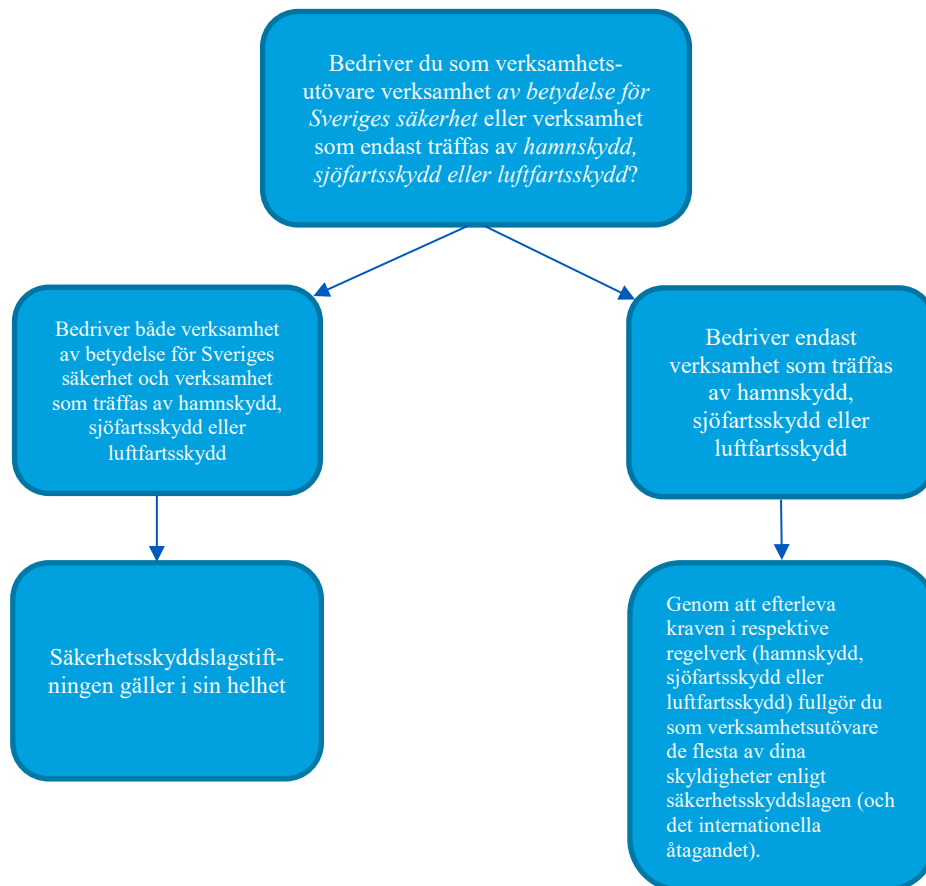 Bedriver du som verksamhets-
utövare verksamhet av betydelse för
Sveriges säkerhet eller verksamhet
som endast träffas av hamnskydd,
sjöfartsskydd eller luftfartsskydd?
Bedriver både verksamhet
av betydelse för Sveriges
säkerhet och verksamhet
som träffas av hamnskydd,
sjöfartsskydd eller
luftfartsskydd
Bedriver endast
verksamhet som träffas
av hamnskydd,
sjöfartsskydd eller
luftfartsskydd
Säkerhetsskyddslagstift-
ningen gäller i sin helhet
Genom att efterleva
kraven i respektive
regelverk (hamnskydd,
sjöfartsskydd eller
luftfartsskydd) fullgör du
som verksamhetsutövare
de flesta av dina
skyldigheter enligt
säkerhetsskyddslagen (och
det internationella
åtagandet).